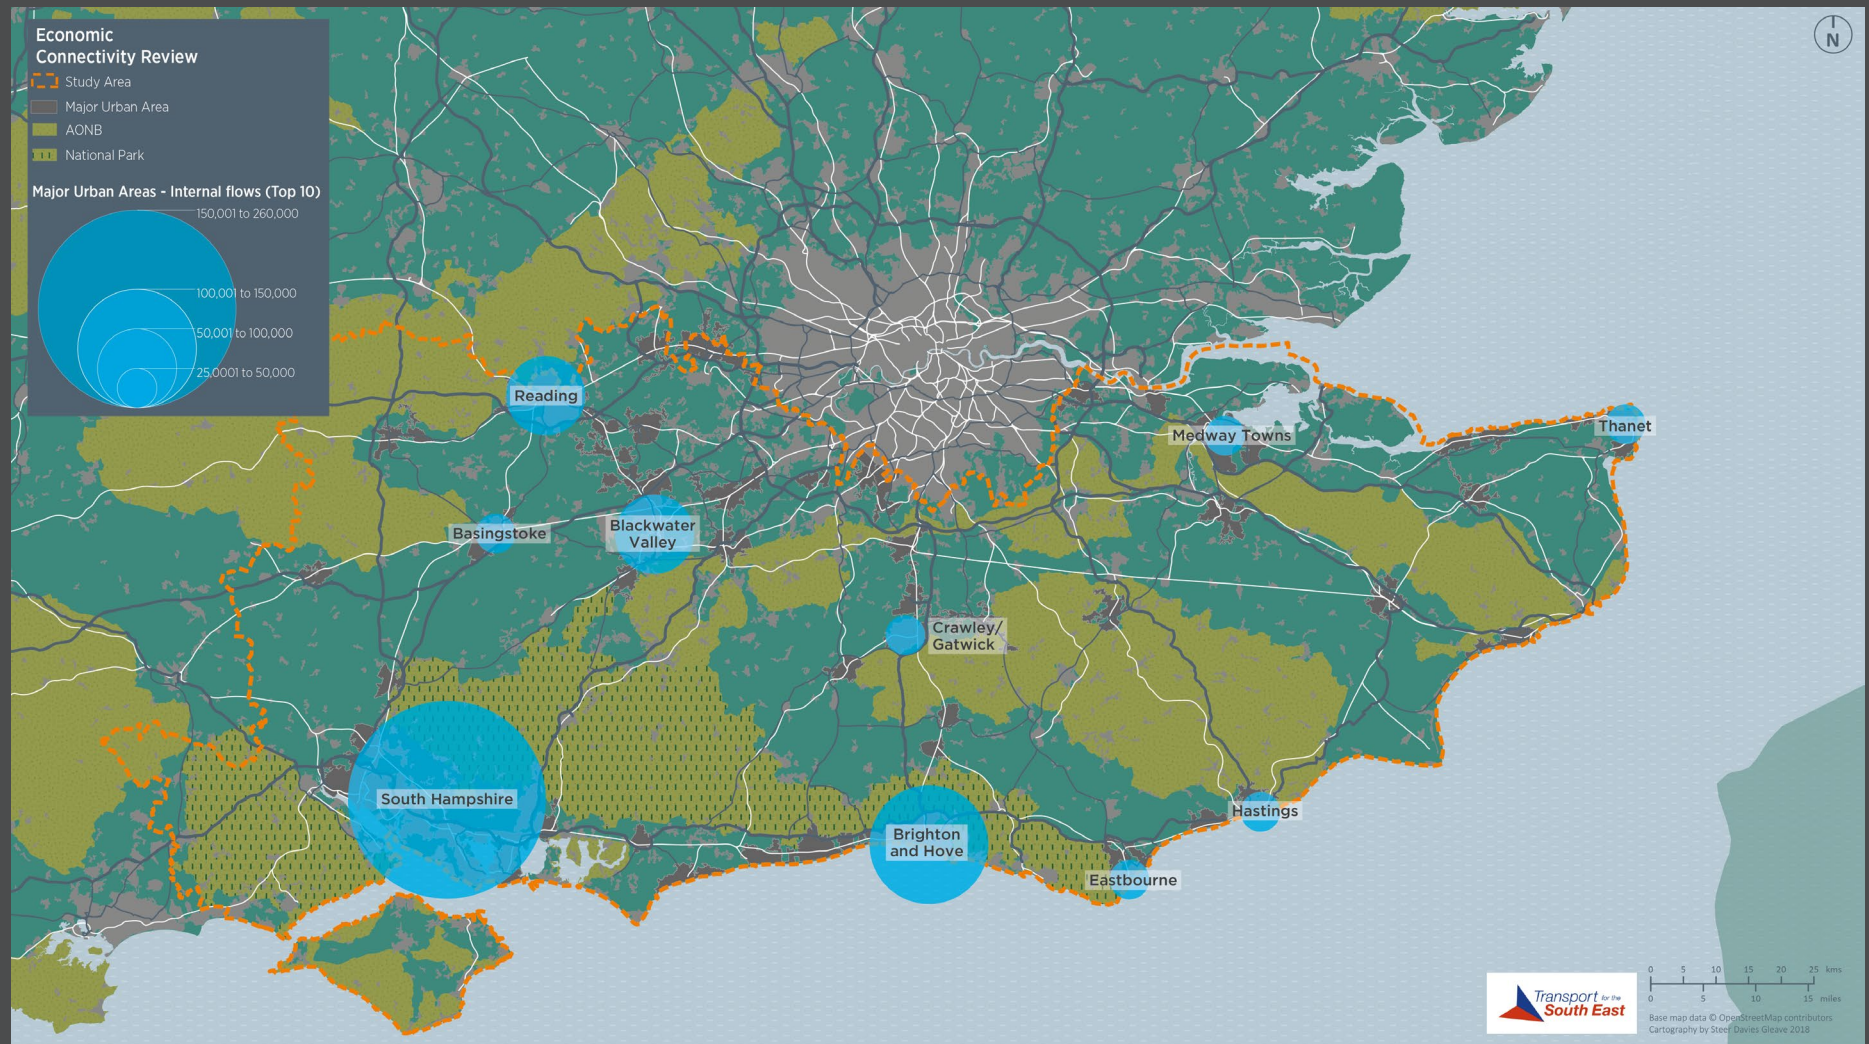 Economic
Connectivity Review
Study Area
Major Urban Area
AONB
National Park
Major Urban Areas - Internal flows (Top 10)
150,001 to 260,000
100,001 to 150,000
50,001 to 100,000
25,0001 to 50,000
N
Reading
Medway Towns
Thanet
Basingstoke
Blackwater
Valley
Crawley/
Gatwick
South Hampshire
Brighton
and Hove
Hastings
Eastbourne
Transport for the
South East
0 5 10 15 20 25 kms
0 5 10 15 miles
Base map data © OpenStreetMap contributors
Cartography by Steer Davies Gleave 2018